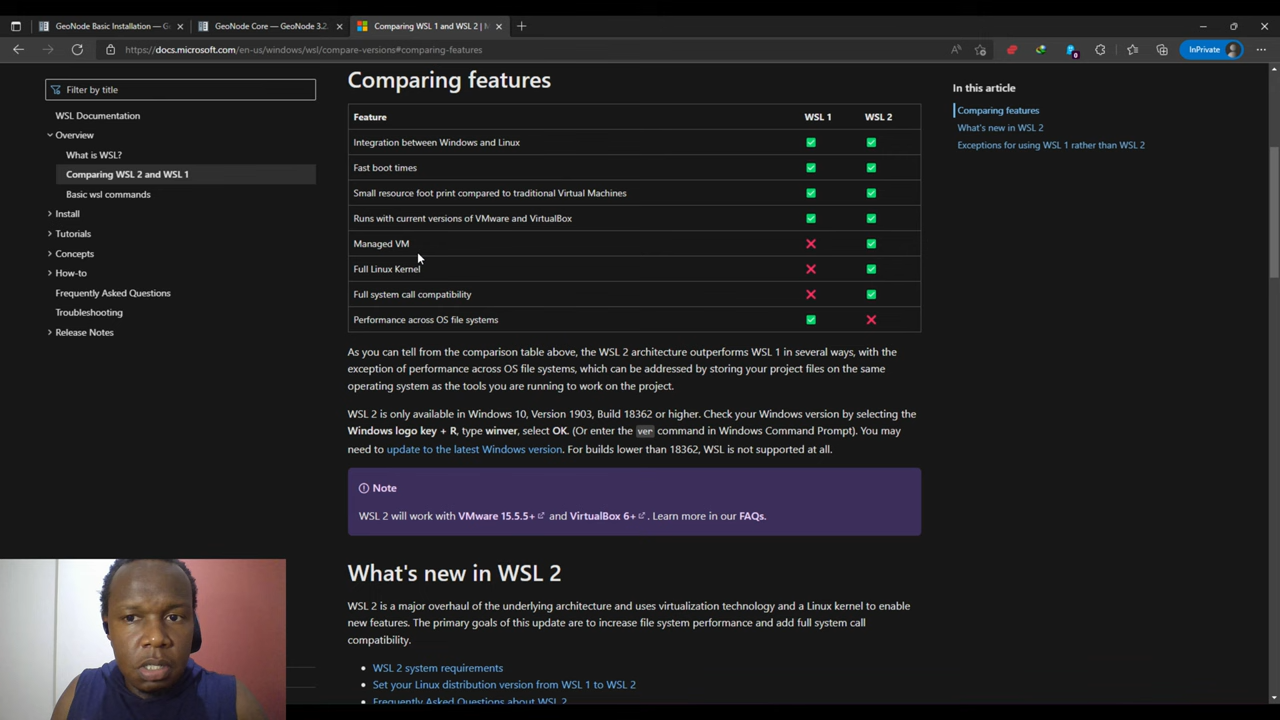 GeoNode Basic Installation — Ge
GeoNode Core — GeoNode 3.2.
Comparing WSL 1 and WSL 2 | M
https://docs.microsoft.com/en-us/windows/wsl/compare-versions#comparing-features
InPrivate
Filter by title
WSL Documentation
Overview
What is WSL?
Comparing WSL 2 and WSL 1
Basic wsl commands
Install
Tutorials
Concepts
How-to
Frequently Asked Questions
Troubleshooting
Release Notes
Comparing features
Feature WSL 1 WSL 2
Integration between Windows and Linux
Fast boot times
Small resource foot print compared to traditional Virtual Machines
Runs with current versions of VMware and VirtualBox
Managed VM
Full Linux Kernel
Full system call compatibility
Performance across OS file systems
As you can tell from the comparison table above, the WSL 2 architecture outperforms WSL 1 in several ways, with the
exception of performance across OS file systems, which can be addressed by storing your project files on the same
operating system as the tools you are running to work on the project.
WSL 2 is only available in Windows 10, Version 1903, Build 18362 or higher. Check your Windows version by selecting the
Windows logo key + R, type winver, select OK. (Or enter the ver command in Windows Command Prompt). You may
need to update to the latest Windows version. For builds lower than 18362, WSL is not supported at all.
Note
WSL 2 will work with VMware 15.5.5+ and VirtualBox 6+. Learn more in our FAQs.
What's new in WSL 2
WSL 2 is a major overhaul of the underlying architecture and uses virtualization technology and a Linux kernel to enable
new features. The primary goals of this update are to increase file system performance and add full system call
compatibility.
• WSL 2 system requirements
• Set your Linux distribution version from WSL 1 to WSL 2
• Frequently Asked Questions about WSL 2
In this article
Comparing features
What's new in WSL 2
Exceptions for using WSL 1 rather than WSL 2